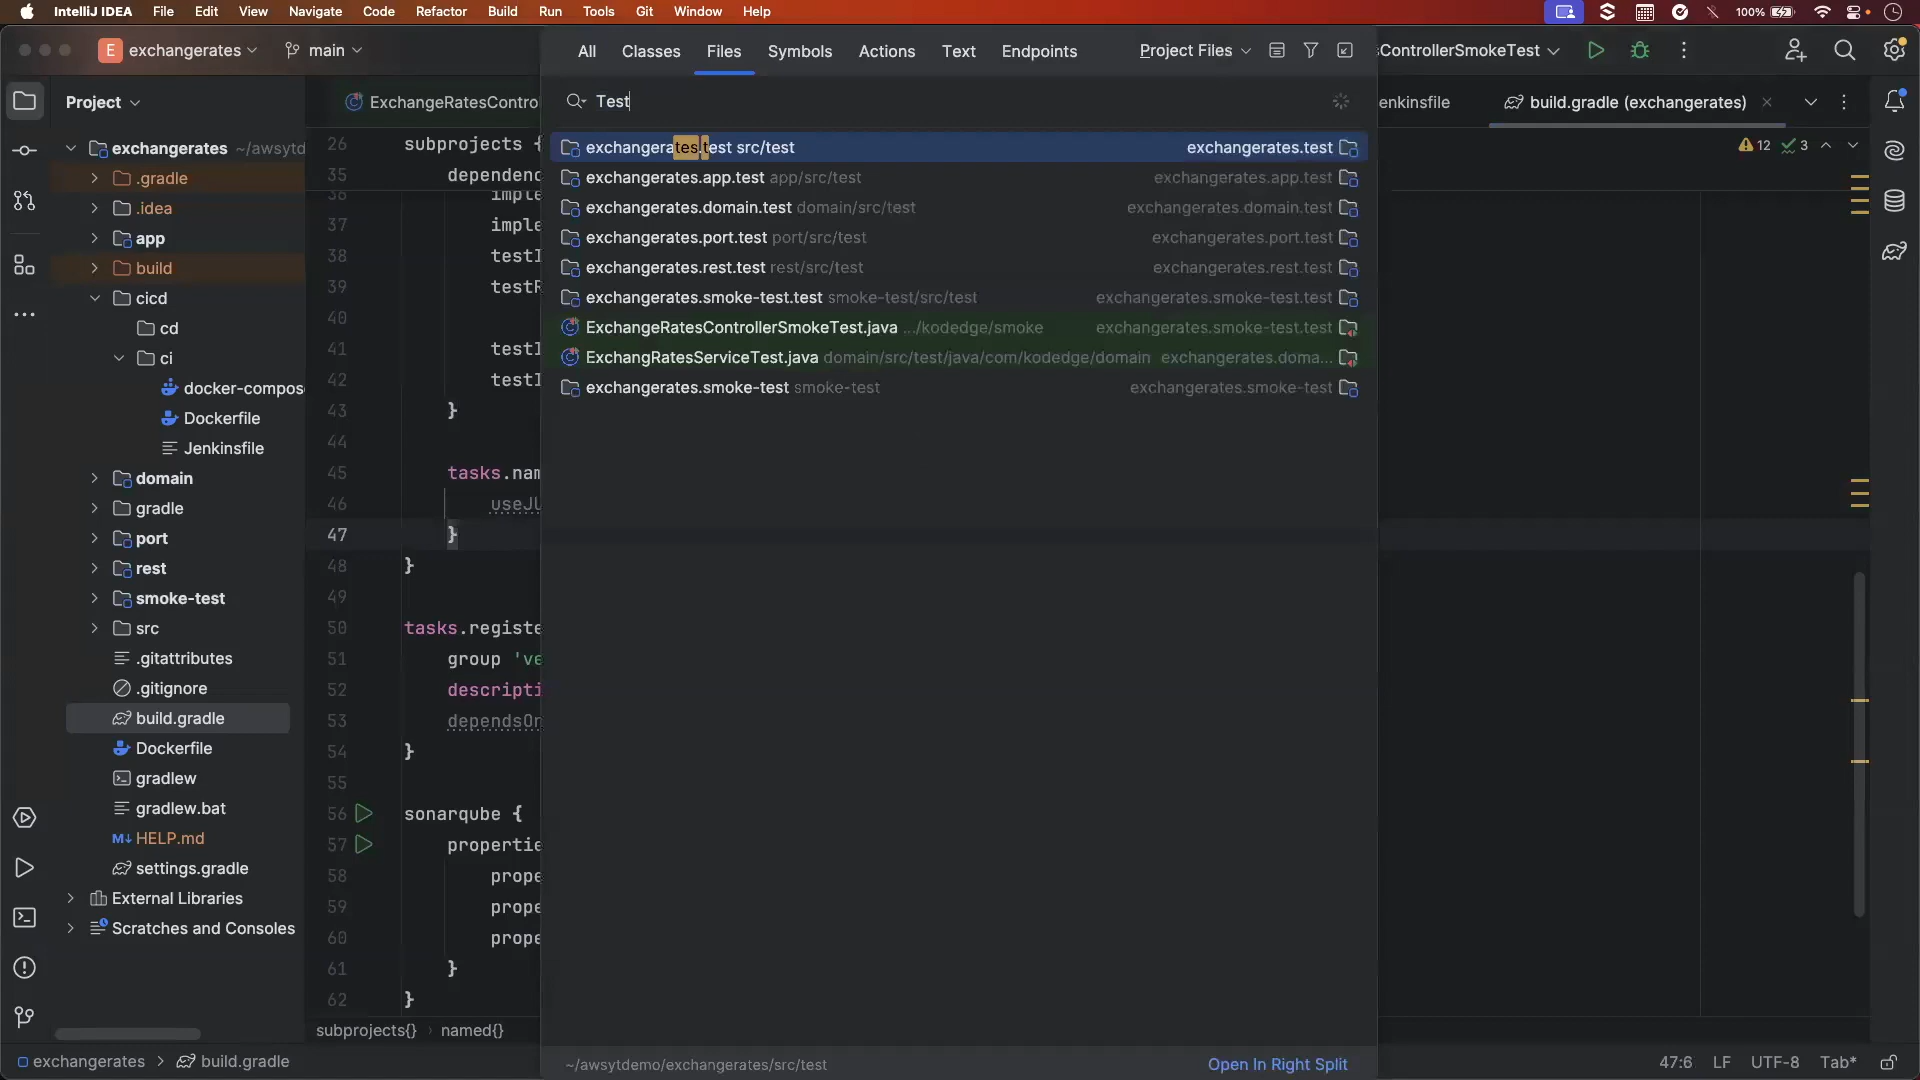 IntelliJ IDEA File Edit View Navigate Code Refactor Build Run Tools Git Window Help 100%
E exchangerates main
All Classes Files Symbols Actions Text Endpoints Project Files
ControllerSmokeTest
Project
ExchangeRatesContro
Test
enkinsfile
build.gradle (exchangerates)
12 3
exchangerates ~/awsytd
.gradle
.idea
app
build
cicd
cd
ci
docker-compos
Dockerfile
Jenkinsfile
domain
gradle
port
rest
smoke-test
src
.gitattributes
.gitignore
build.gradle
Dockerfile
gradlew
gradlew.bat
M↓ HELP.md
settings.gradle
External Libraries
Scratches and Consoles
26 subprojects {
35 dependenc
36 imple
37 imple
38 testI
39 testR
40
41 testI
42 testI
43 }
44
45 tasks.nam
46 useJU
47 }
48 }
49
50 tasks.registe
51 group 've
52 descripti
53 dependsOn
54 }
55
56 sonarqube {
57 propertie
58 prope
59 prope
60 prope
61 }
62 }
exchangerates.test src/test exchangerates.test
exchangerates.app.test app/src/test exchangerates.app.test
exchangerates.domain.test domain/src/test exchangerates.domain.test
exchangerates.port.test port/src/test exchangerates.port.test
exchangerates.rest.test rest/src/test exchangerates.rest.test
exchangerates.smoke-test.test smoke-test/src/test exchangerates.smoke-test.test
ExchangeRatesControllerSmokeTest.java .../kodedge/smoke exchangerates.smoke-test.test
ExchangRatesServiceTest.java domain/src/test/java/com/kodedge/domain exchangerates.doma...
exchangerates.smoke-test smoke-test exchangerates.smoke-test
subprojects{} › named{}
~/awsytdemo/exchangerates/src/test Open In Right Split
exchangerates > build.gradle
47:6 LF UTF-8 Tab*